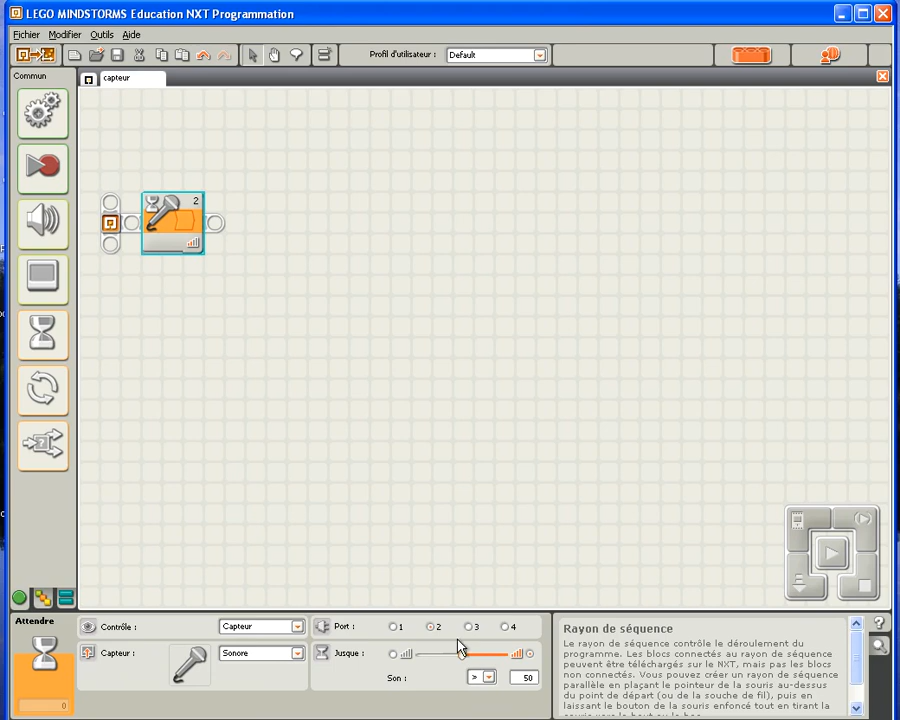 LEGO MINDSTORMS Education NXT Programmation
Fichier Modifier Outils Aide
Profil d'utilisateur : Default
Commun
capteur
2
Attendre
0
Contrôle : Capteur
Capteur : Sonore
Port : 1 2 3 4
Jusque :
Son : > 50
Rayon de séquence
Le rayon de séquence contrôle le déroulement du
programme. Les blocs connectés au rayon de séquence
peuvent être téléchargés sur le NXT, mais pas les blocs
non connectés. Vous pouvez créer un rayon de séquence
parallèle en plaçant le pointeur de la souris au-dessus
du point de départ (ou de la souche de fil), puis en
laissant le bouton de la souris enfoncé tout en tirant la
?